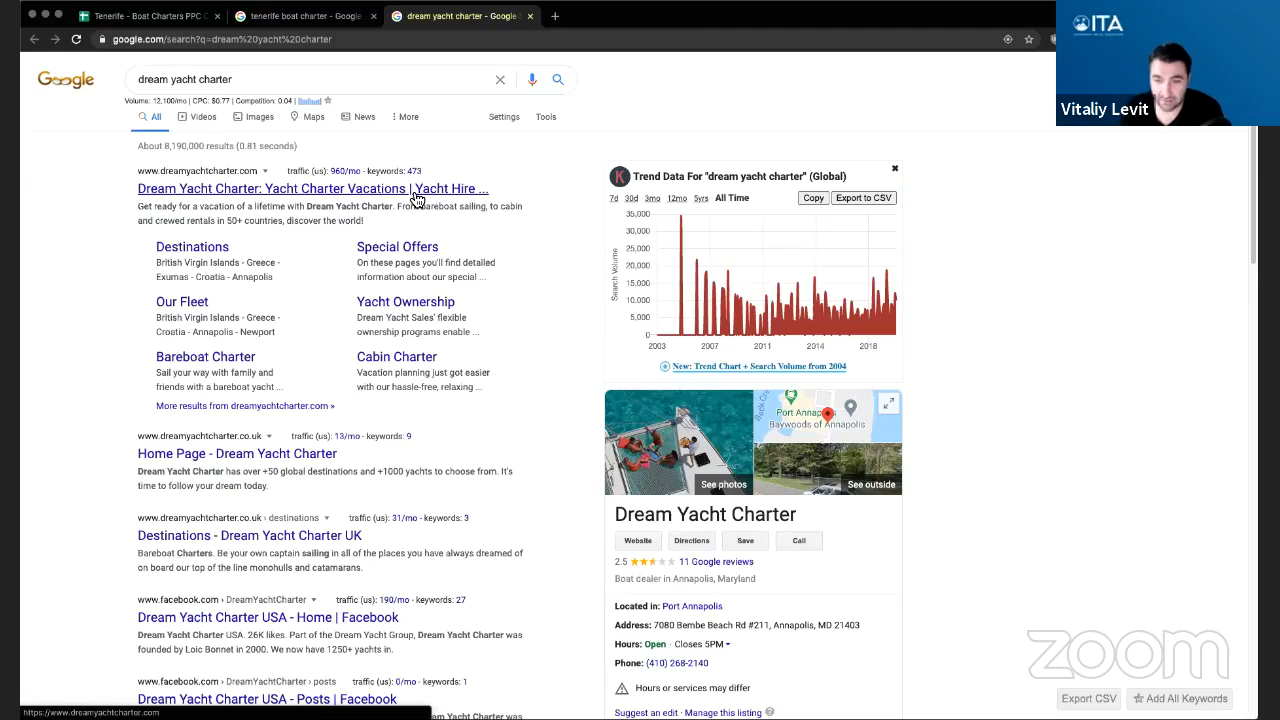 Tenerife - Boat Charters PPC
tenerife boat charter - Google
dream yacht charter - Google
google.com/search?q=dream%20yacht%20charter
ITA
Vitaliy Levit
Google
dream yacht charter
Volume: 12,100/mo | CPC: $0.77 | Competition: 0.04 |
All
Videos
Images
Maps
News
More
Settings
Tools
About 8,190,000 results (0.81 seconds)
www.dreamyachtcharter.com traffic (us): 960/mo - keywords: 473
Dream Yacht Charter: Yacht Charter Vacations | Yacht Hire ...
Get ready for a vacation of a lifetime with Dream Yacht Charter. From bareboat sailing, to cabin
and crewed rentals in 50+ countries, discover the world!
Destinations
British Virgin Islands - Greece -
Exumas - Croatia - Annapolis
Special Offers
On these pages you'll find detailed
information about our special ...
Our Fleet
British Virgin Islands - Greece -
Croatia - Annapolis - Newport
Yacht Ownership
Dream Yacht Sales' flexible
ownership programs enable ...
Bareboat Charter
Sail your way with family and
friends with a bareboat yacht ...
Cabin Charter
Vacation planning just got easier
with our hassle-free, relaxing ...
More results from dreamyachtcharter.com »
www.dreamyachtcharter.co.uk traffic (us): 13/mo - keywords: 9
Home Page - Dream Yacht Charter
Dream Yacht Charter has over +50 global destinations and +1000 yachts to choose from. It's
time to follow your dream today.
www.dreamyachtcharter.co.uk › destinations traffic (us): 31/mo - keywords: 3
Destinations - Dream Yacht Charter UK
Bareboat Charters. Be your own captain sailing in all of the places you have always dreamed of
on board our top of the line monohulls and catamarans.
www.facebook.com › DreamYachtCharter traffic (us): 190/mo - keywords: 27
Dream Yacht Charter USA - Home | Facebook
Dream Yacht Charter USA. 26K likes. Part of the Dream Yacht Group, Dream Yacht Charter was
founded by Loic Bonnet in 2000. We now have 1250+ yachts in.
www.facebook.com › DreamYachtCharter › posts traffic (us): 0/mo - keywords: 1
Dream Yacht Charter USA - Posts | Facebook
https://www.dreamyachtcharter.com
K
Trend Data For "dream yacht charter" (Global)
7d 30d 3mo 12mo 5yrs All Time
Copy
Export to CSV
Search Volume
35,000
30,000
25,000
20,000
15,000
10,000
5,000
0
2003 2007 2011 2014 2018
New: Trend Chart + Search Volume from 2004
Port Annapolis
Baywoods of Annapolis
Back Cr
See photos
See outside
Dream Yacht Charter
Website
Directions
Save
Call
2.5 11 Google reviews
Boat dealer in Annapolis, Maryland
Located in: Port Annapolis
Address: 7080 Bembe Beach Rd #211, Annapolis, MD 21403
Hours: Open · Closes 5PM
Phone: (410) 268-2140
Hours or services may differ
Suggest an edit · Manage this listing
zoom
Export CSV
Add All Keywords